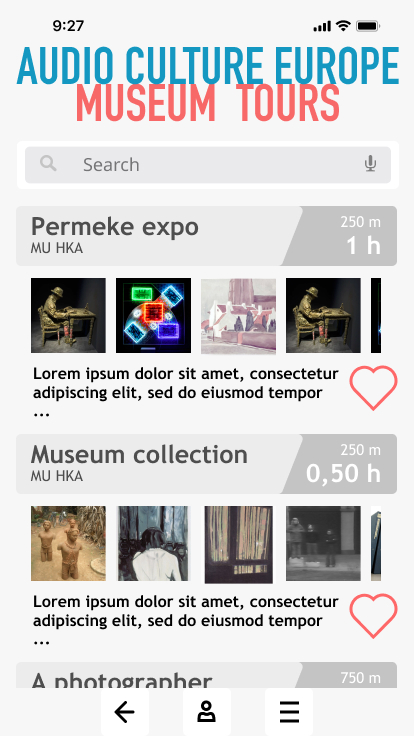 9:27
AUDIO CULTURE EUROPE
MUSEUM TOURS
Search
Permeke expo
250 m
MU HKA
1 h
Lorem ipsum dolor sit amet, consectetur
adipiscing elit, sed do eiusmod tempor
...
Museum collection
250 m
MU HKA
0,50 h
Lorem ipsum dolor sit amet, consectetur
adipiscing elit, sed do eiusmod tempor
...
A photographer
750 m